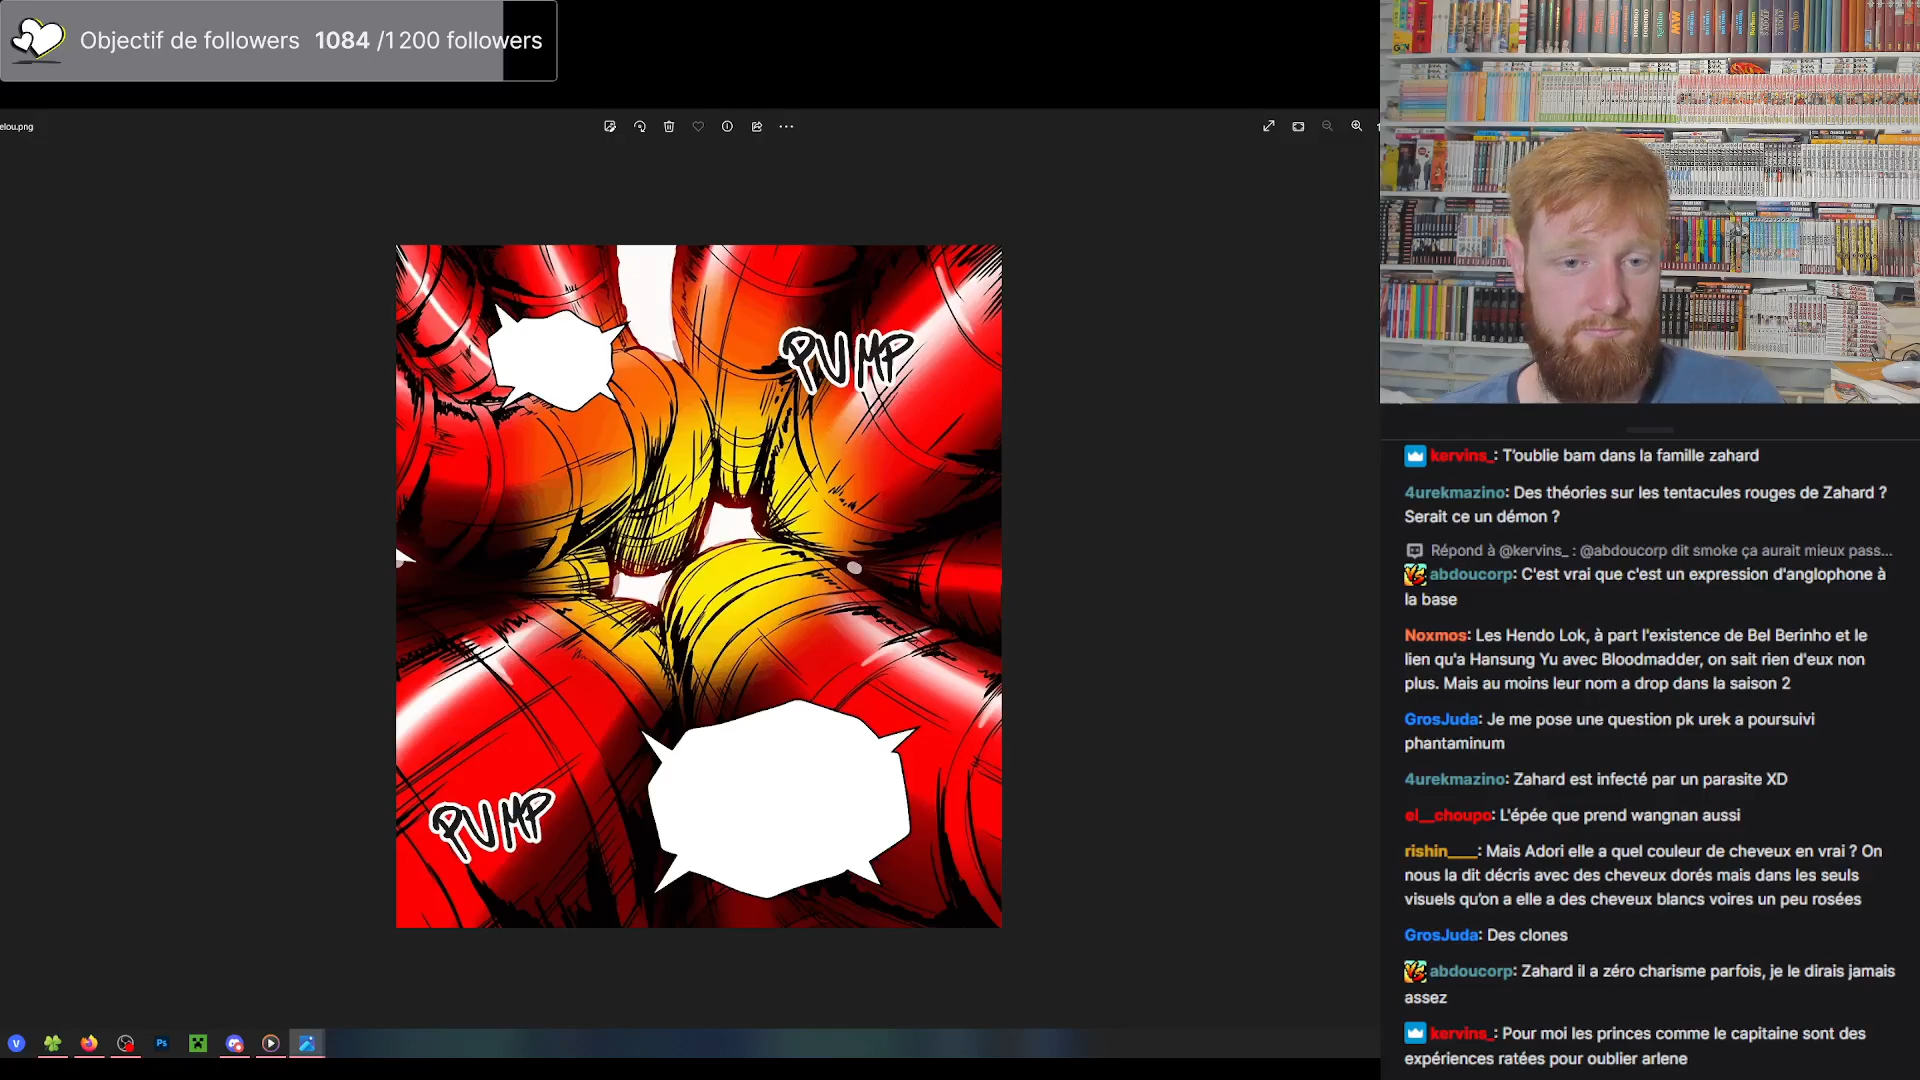 Objectif de followers 1084 /1 200 followers
elou.png
PUMP
PUMP
kervins_: T'oublie bam dans la famille zahard
4urekmazino: Des théories sur les tentacules rouges de Zahard ?
Serait ce un démon ?
Répond à @kervins_ : @abdoucorp dit smoke ça aurait mieux pass...
abdoucorp: C'est vrai que c'est un expression d'anglophone à
la base
Noxmos: Les Hendo Lok, à part l'existence de Bel Berinho et le
lien qu'a Hansung Yu avec Bloodmadder, on sait rien d'eux non
plus. Mais au moins leur nom a drop dans la saison 2
GrosJuda: Je me pose une question pk urek a poursuivi
phantaminum
4urekmazino: Zahard est infecté par un parasite XD
el__choupo: L'épée que prend wangnan aussi
rishin____: Mais Adori elle a quel couleur de cheveux en vrai ? On
nous la dit décris avec des cheveux dorés mais dans les seuls
visuels qu'on a elle a des cheveux blancs voires un peu rosées
GrosJuda: Des clones
abdoucorp: Zahard il a zéro charisme parfois, je le dirais jamais
assez
kervins_: Pour moi les princes comme le capitaine sont des
expériences ratées pour oublier arlene
V
Ps